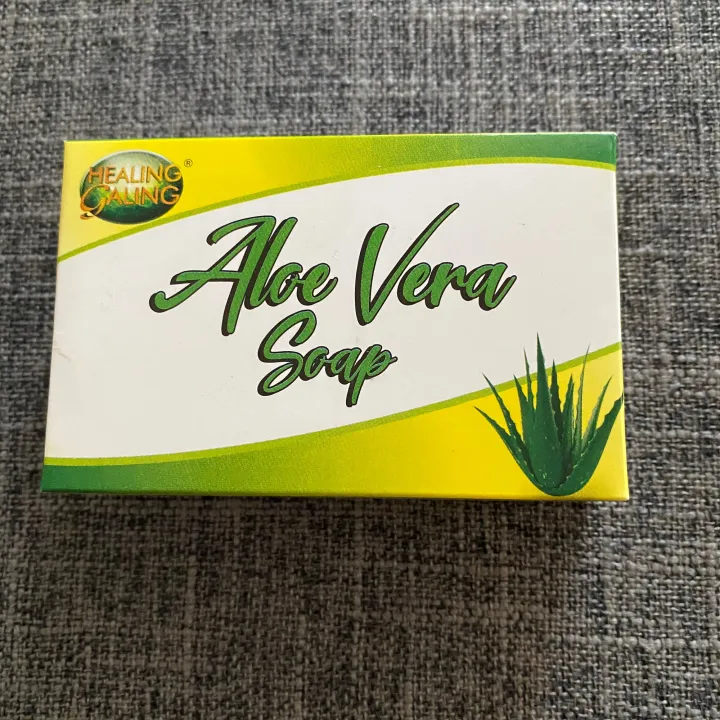 HEALING
GALING
®
Aloe Vera
Soap